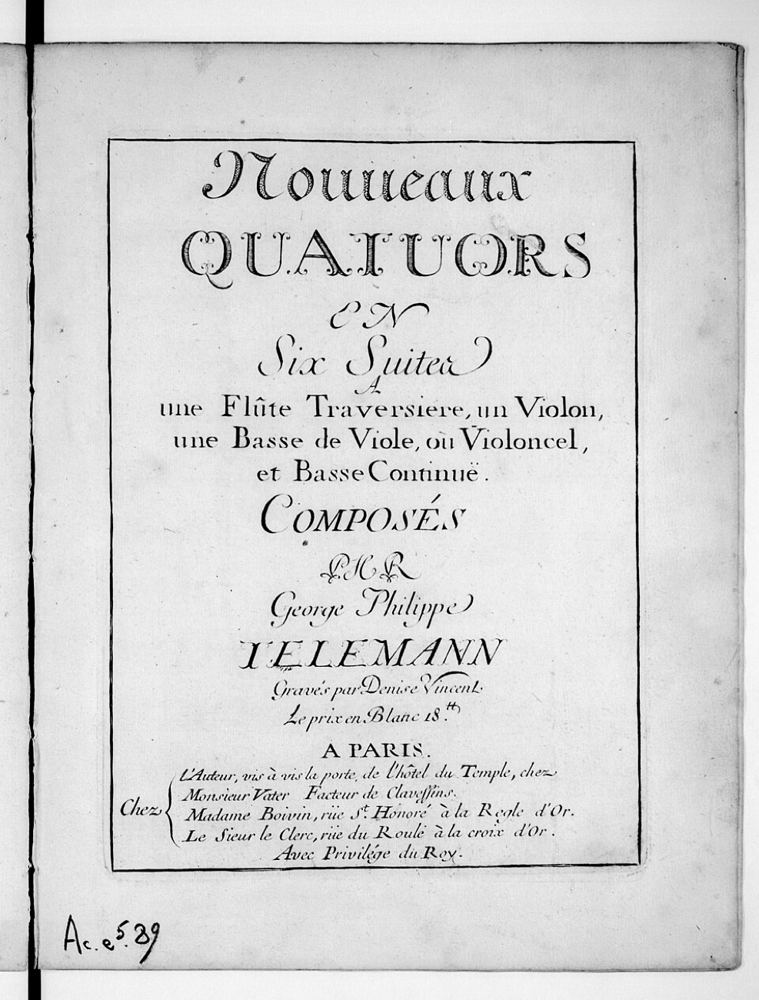 Nouveaux
QUATUORS
EN
Six Suites
A
une Flûte Traversiere, un Violon,
une Basse de Viole, où Violoncel,
et Basse Continuë.
COMPOSÉS
PAR
George Philippe
TELEMANN
Gravés par Denise Vincent
Le prix en Blanc 18.tt
A PARIS.
Chez
L'Auteur, vis à vis la porte, de l'hôtel du Temple, chez
Monsieur Vater Facteur de Clavessins.
Madame Boivin, rüe St. Honoré à la Regle d'Or.
Le Sieur le Clerc, rüe du Roule à la croix d'Or.
Avec Privilége du Roy.
Ac.e5.89